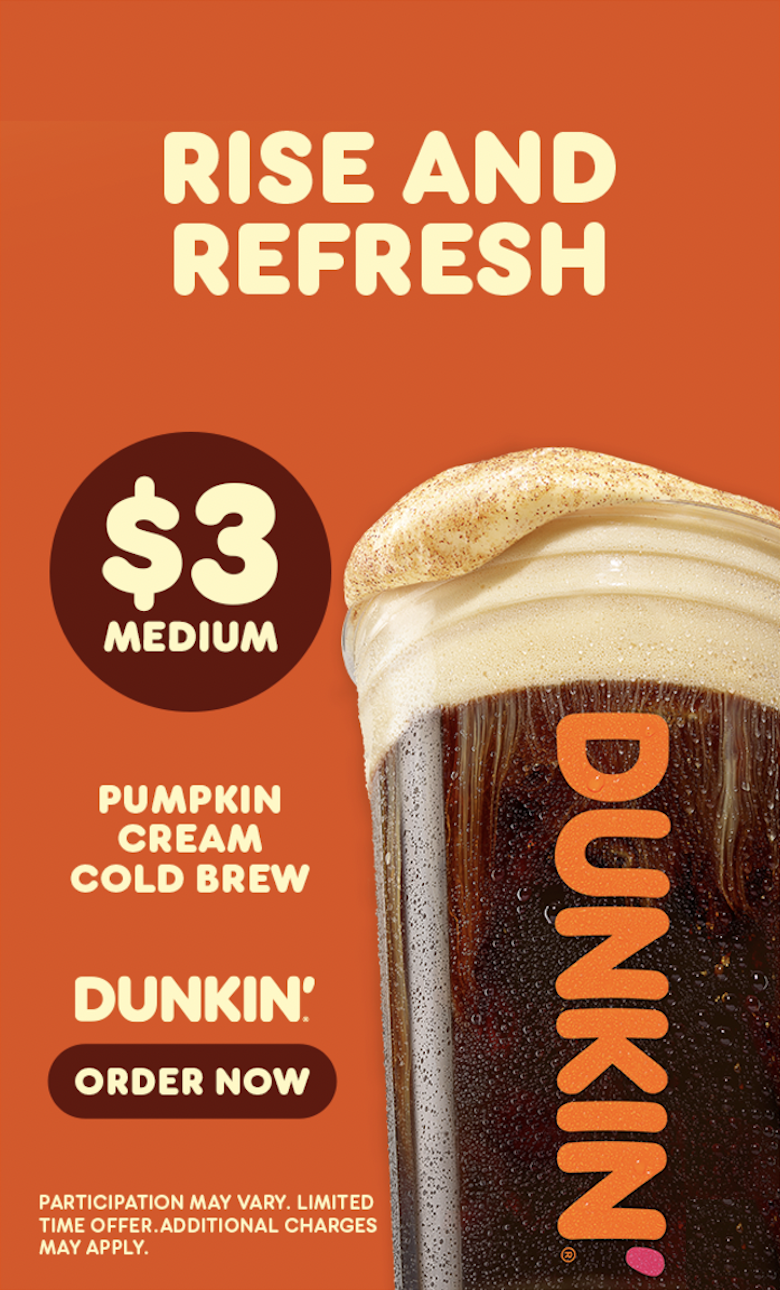 RISE AND
REFRESH
$3
MEDIUM
PUMPKIN
CREAM
COLD BREW
DUNKIN'
ORDER NOW
PARTICIPATION MAY VARY. LIMITED
TIME OFFER.ADDITIONAL CHARGES
MAY APPLY.
DUNKIN'
®